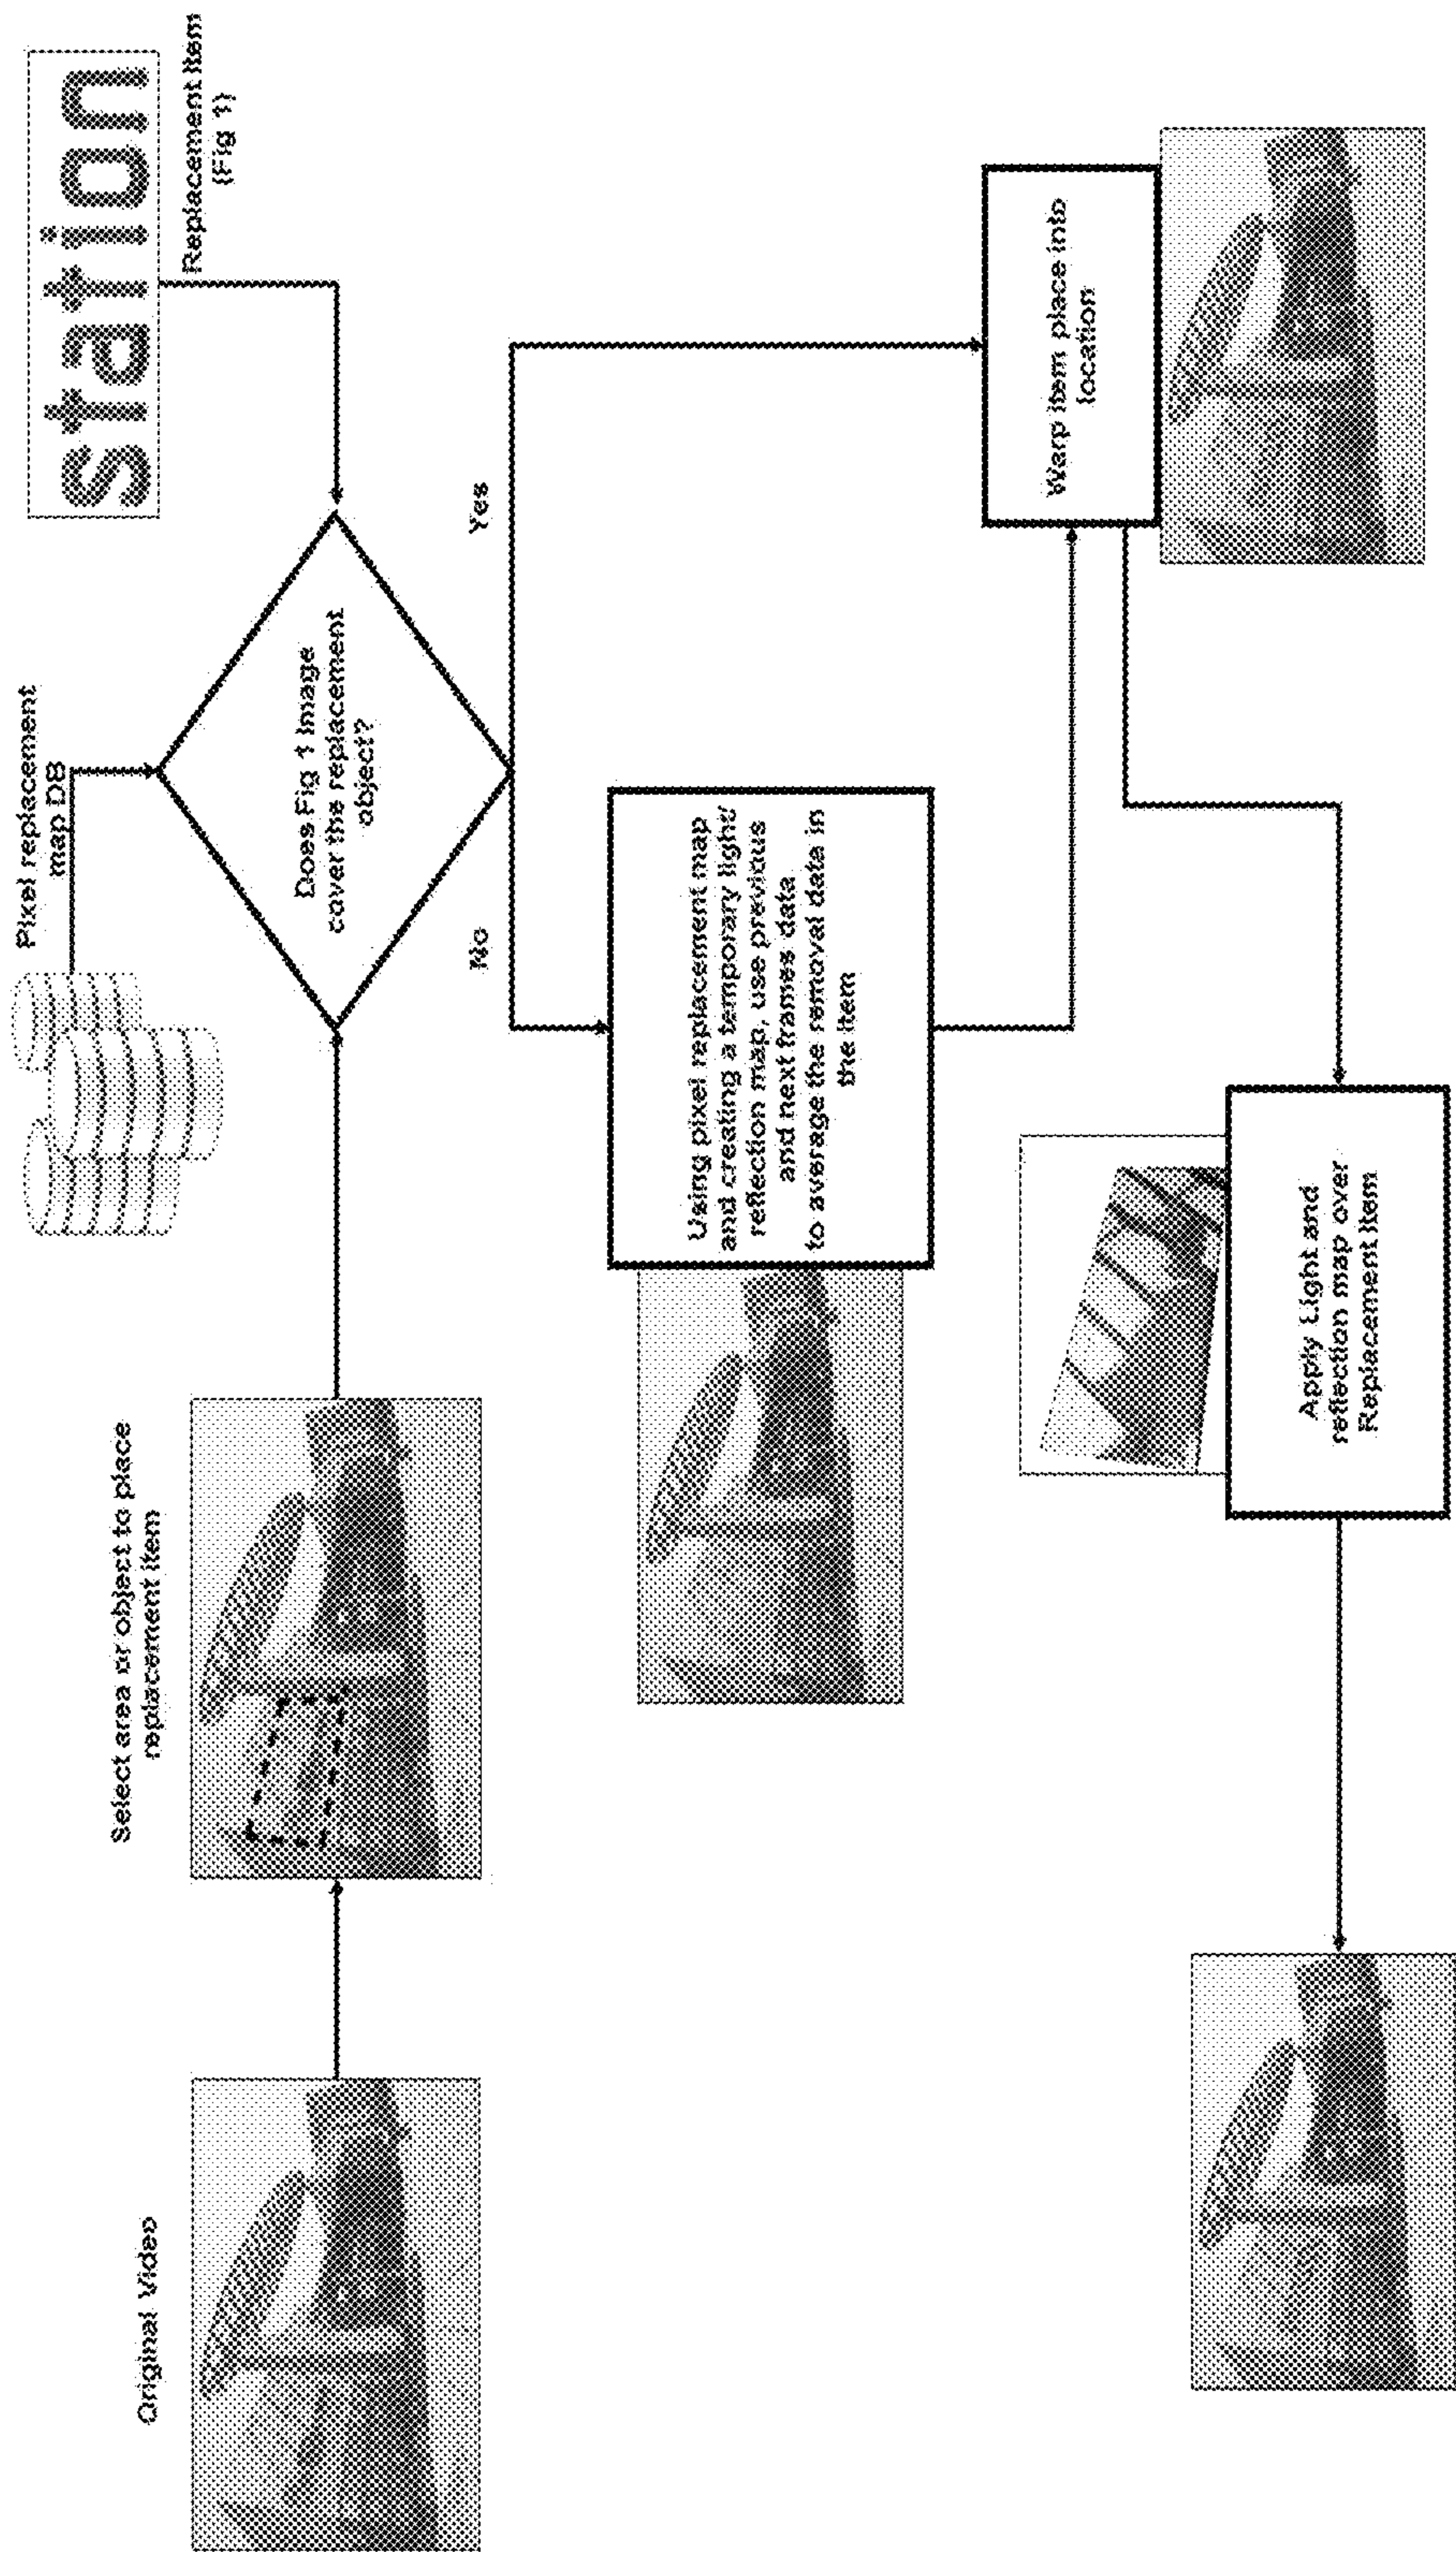 Original Video
Select area or object to place
replacement item
Pixel replacement
map DB
station
Replacement Item
(Fig 1)
Does Fig 1 Image
cover the replacement
object?
No
Yes
Using pixel replacement map
and creating a temporary light/
reflection map, use previous
and next frames data
to average the removal data in
the item
Warp item place into
location
Apply Light and
reflection map over
Replacement Item